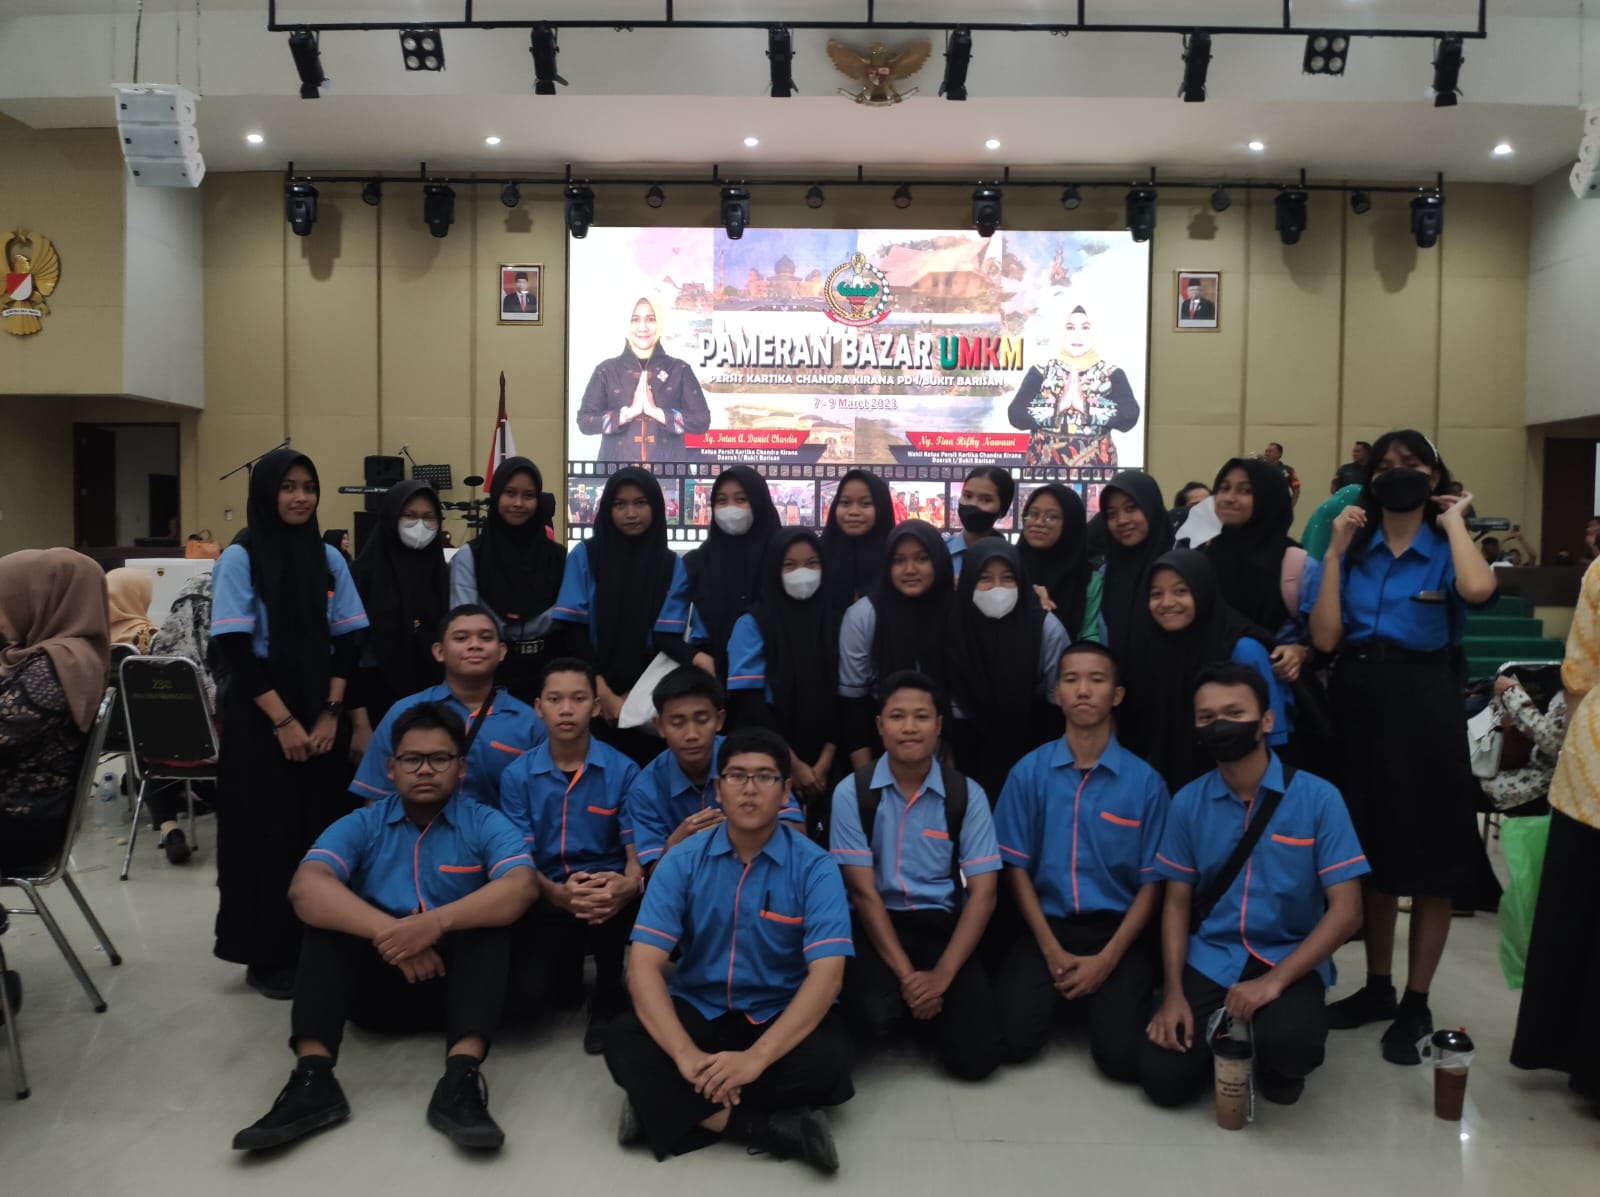 PAMERAN BAZAR UMKM
PERSIT KARTIKA CHANDRA KIRANA PD I/BUKIT BARISAN
7 - 9 Maret 2023
Ny. Intan A. Daniel Chardin
Ketua Persit Kartika Chandra Kirana
Daerah I/ Bukit Barisan
Ny. Tina Rifky Nawawi
Wakil Ketua Persit Kartika Chandra Kirana
Daerah I/ Bukit Barisan
Roland
23